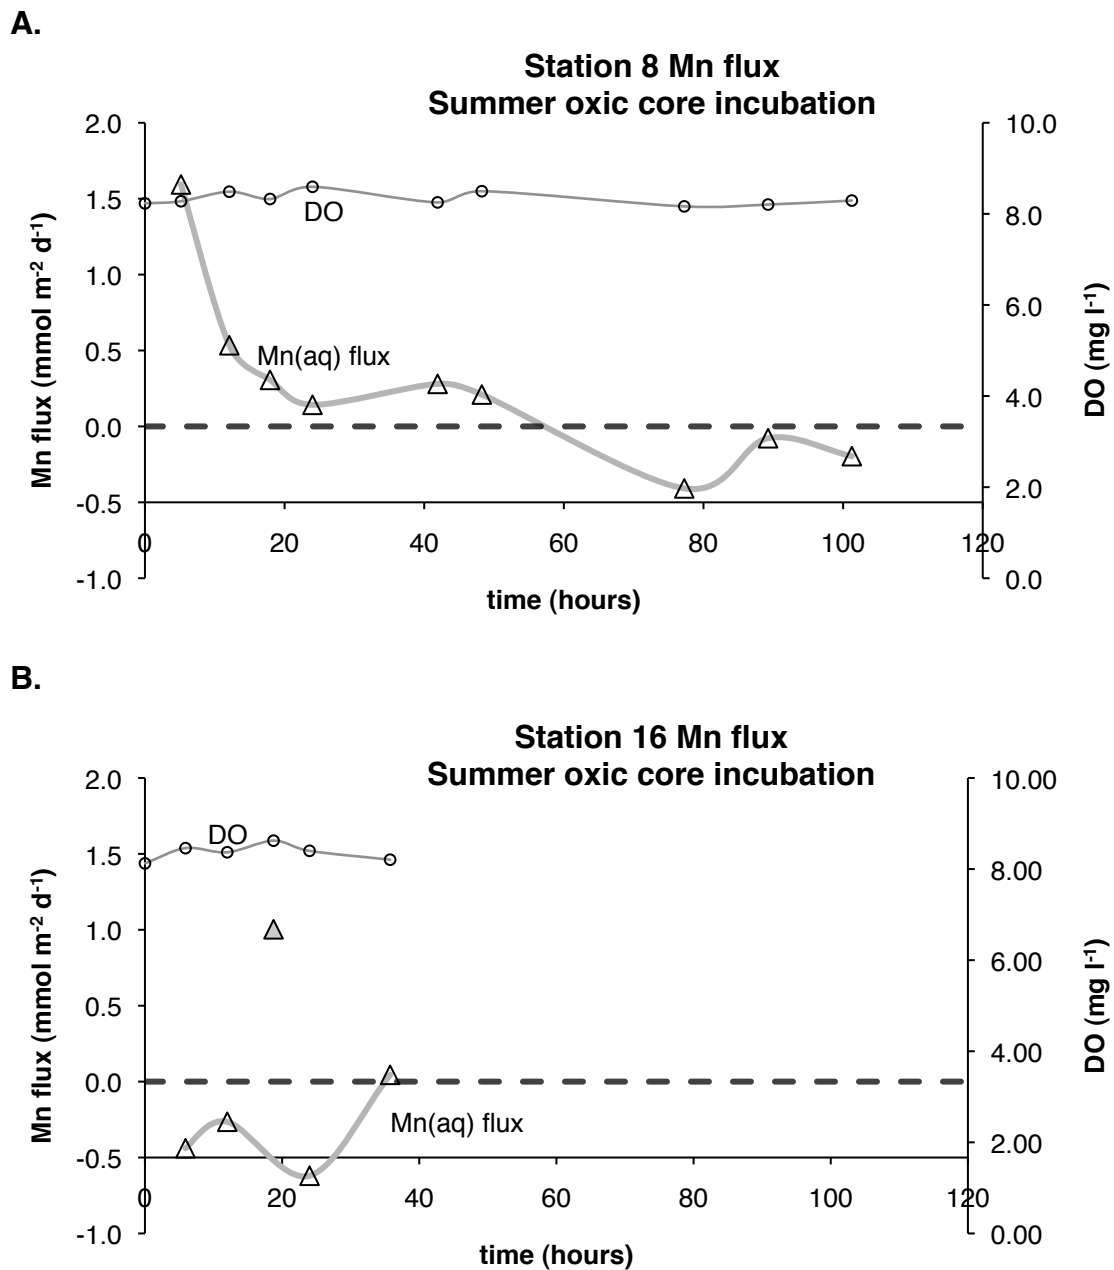 A.
Station 8 Mn flux
Summer oxic core incubation
2.0
1.5
1.0
0.5
0.0
-0.5
-1.0
Mn flux (mmol m-2 d-1)
10.0
8.0
6.0
4.0
2.0
0.0
DO (mg l-1)
DO
Mn(aq) flux
0 20 40 60 80 100 120
time (hours)
B.
Station 16 Mn flux
Summer oxic core incubation
2.0
1.5
1.0
0.5
0.0
-0.5
-1.0
Mn flux (mmol m-2 d-1)
10.00
8.00
6.00
4.00
2.00
0.00
DO (mg l-1)
DO
Mn(aq) flux
0 20 40 60 80 100 120
time (hours)